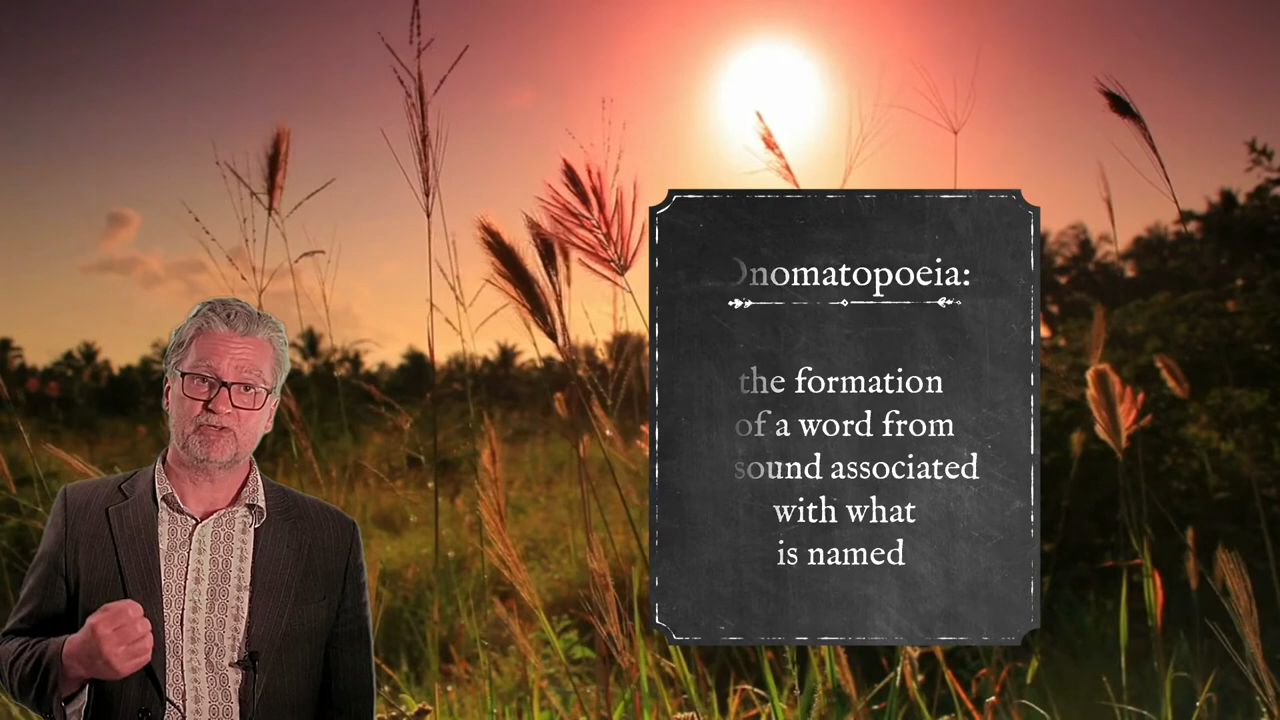 Onomatopoeia:
the formation
of a word from
sound associated
with what
is named